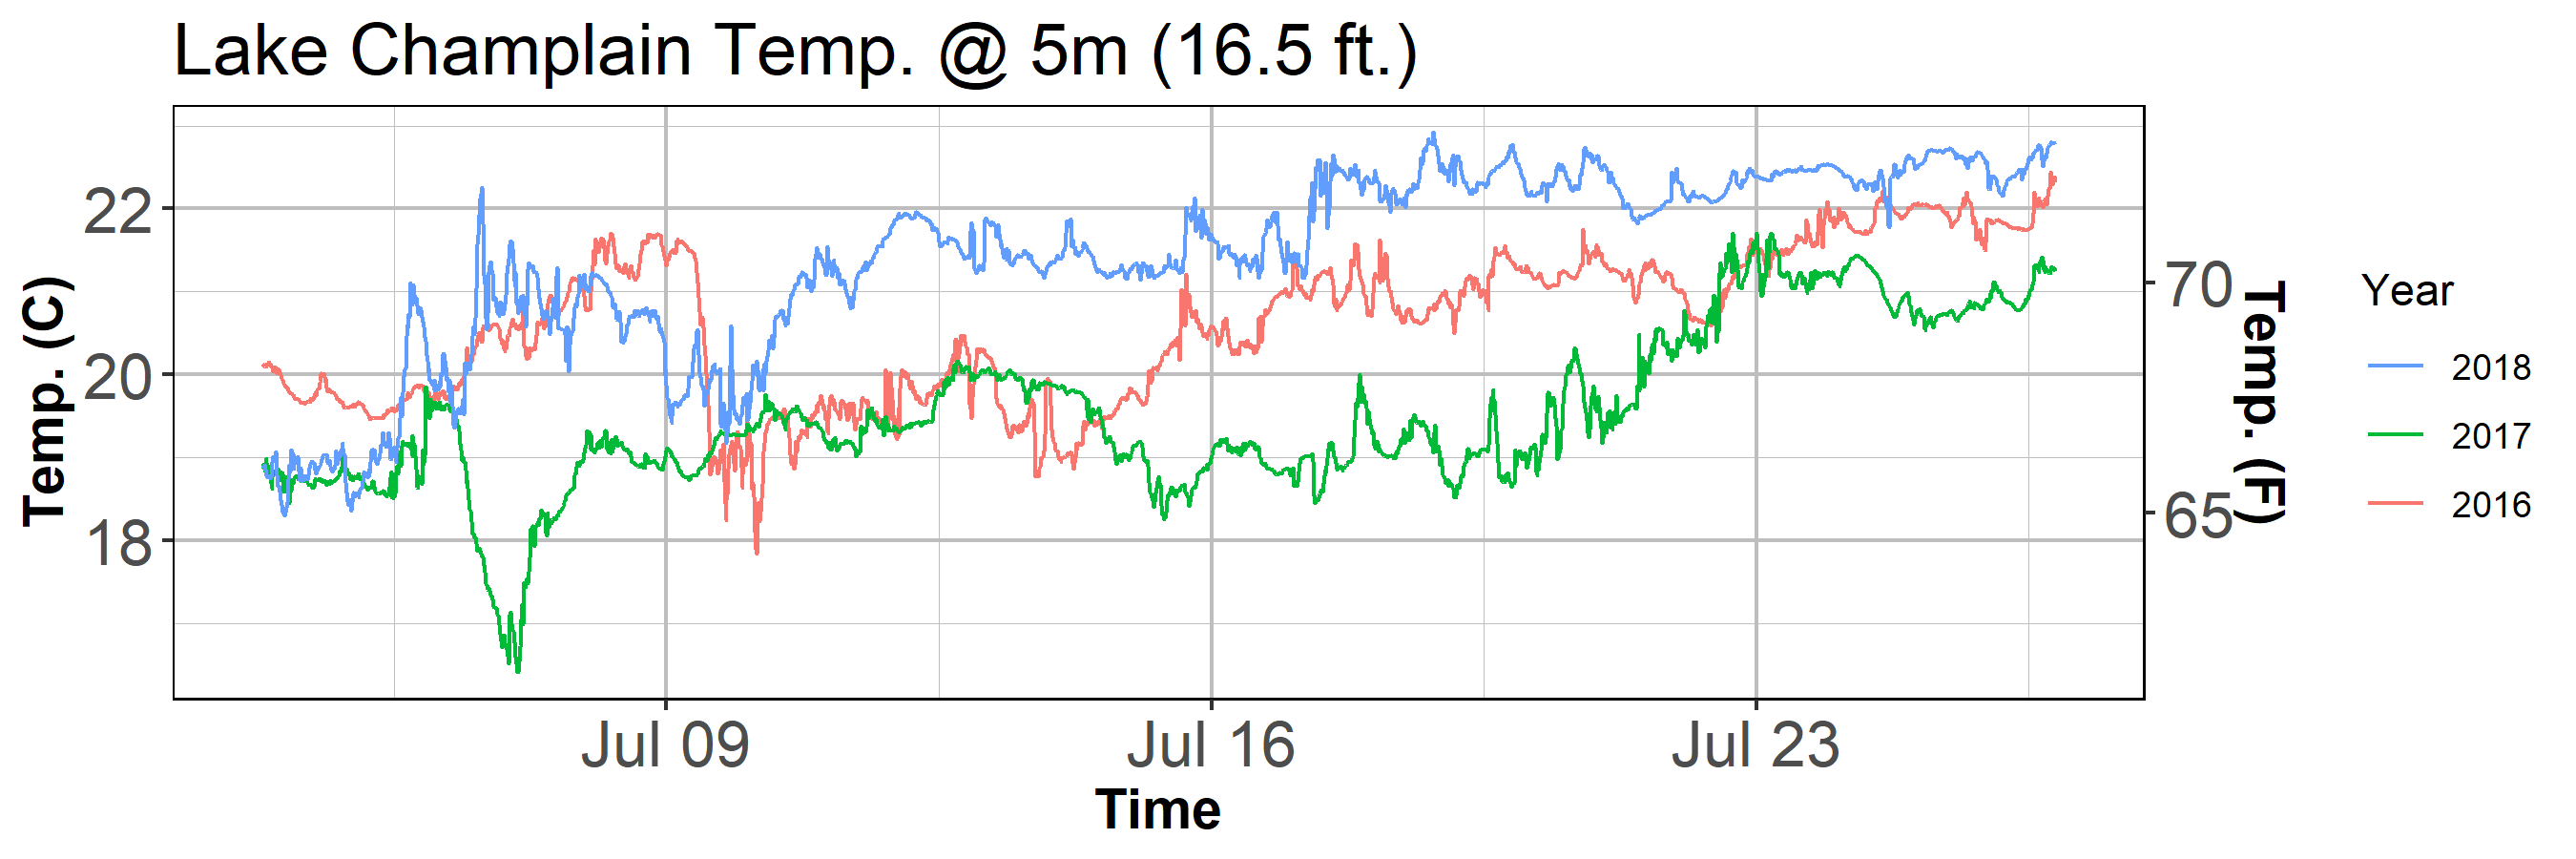 Lake Champlain Temp. @ 5m (16.5 ft.)
Temp. (C)
22
20
18
70
65
Temp. (F)
Jul 09
Jul 16
Jul 23
Time
Year
2018
2017
2016